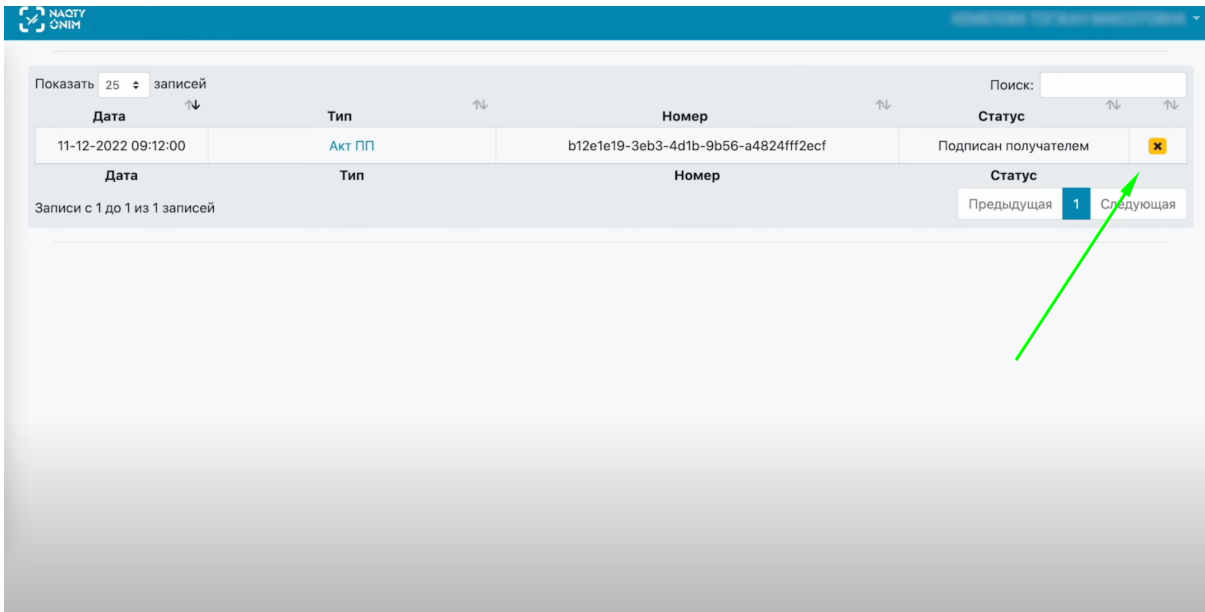 NAQTY
ÓNIM
Показать 25 записей
Поиск:
Дата Тип Номер Статус
11-12-2022 09:12:00 Акт ПП b12e1e19-3eb3-4d1b-9b56-a4824fff2ecf Подписан получателем
Дата Тип Номер Статус
Записи с 1 до 1 из 1 записей
Предыдущая 1 Следующая